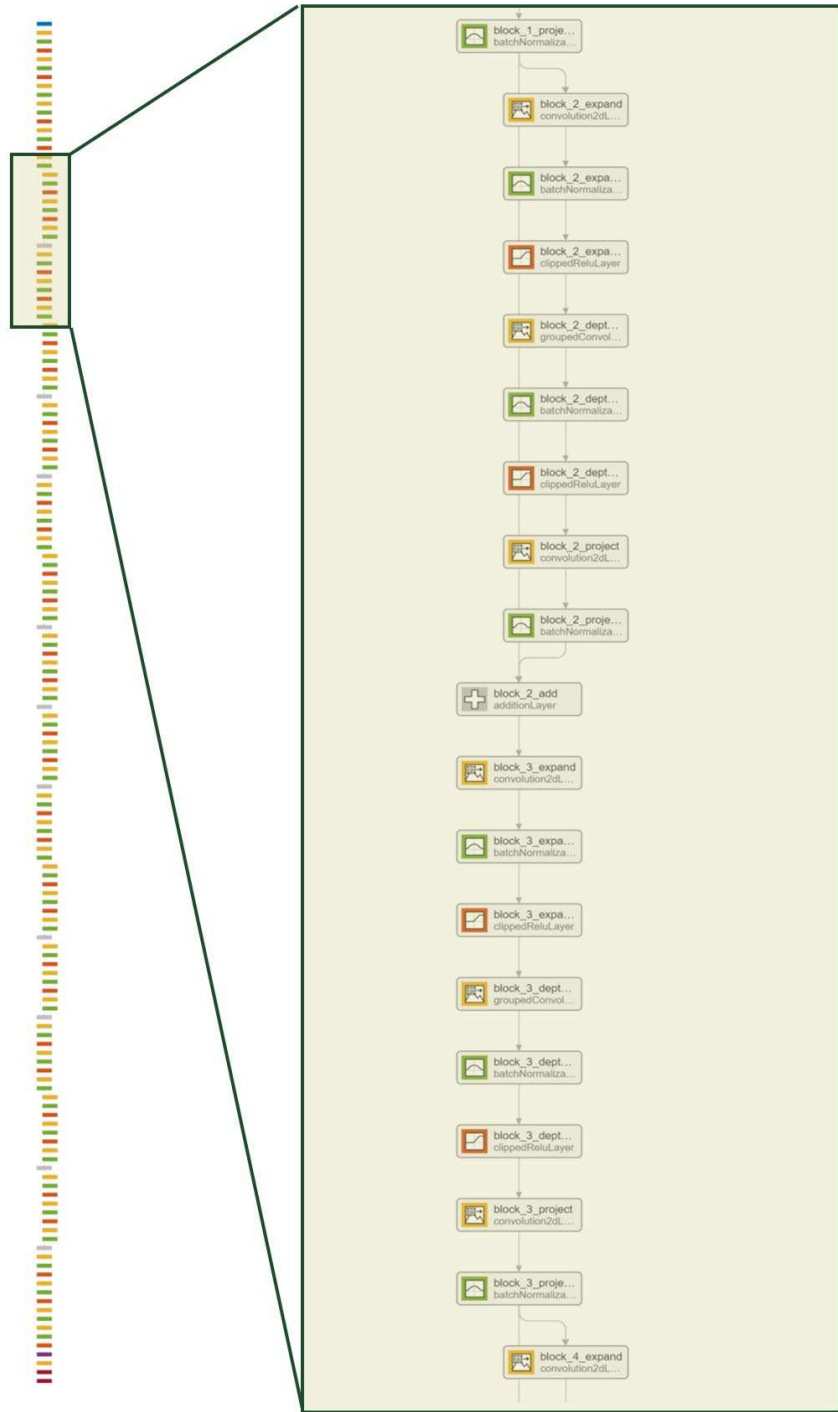 block_1_proje...
batchNormaliza...
block_2_expand
convolution2dL...
block_2_expa...
batchNormaliza...
block_2_expa...
clippedReluLayer
block_2_dept...
groupedConvol...
block_2_dept...
batchNormaliza...
block_2_dept...
clippedReluLayer
block_2_project
convolution2dL...
block_2_proje...
batchNormaliza...
block_2_add
additionLayer
block_3_expand
convolution2dL...
block_3_expa...
batchNormaliza...
block_3_expa...
clippedReluLayer
block_3_dept...
groupedConvol...
block_3_dept...
batchNormaliza...
block_3_dept...
clippedReluLayer
block_3_project
convolution2dL...
block_3_proje...
batchNormaliza...
block_4_expand
convolution2dL...